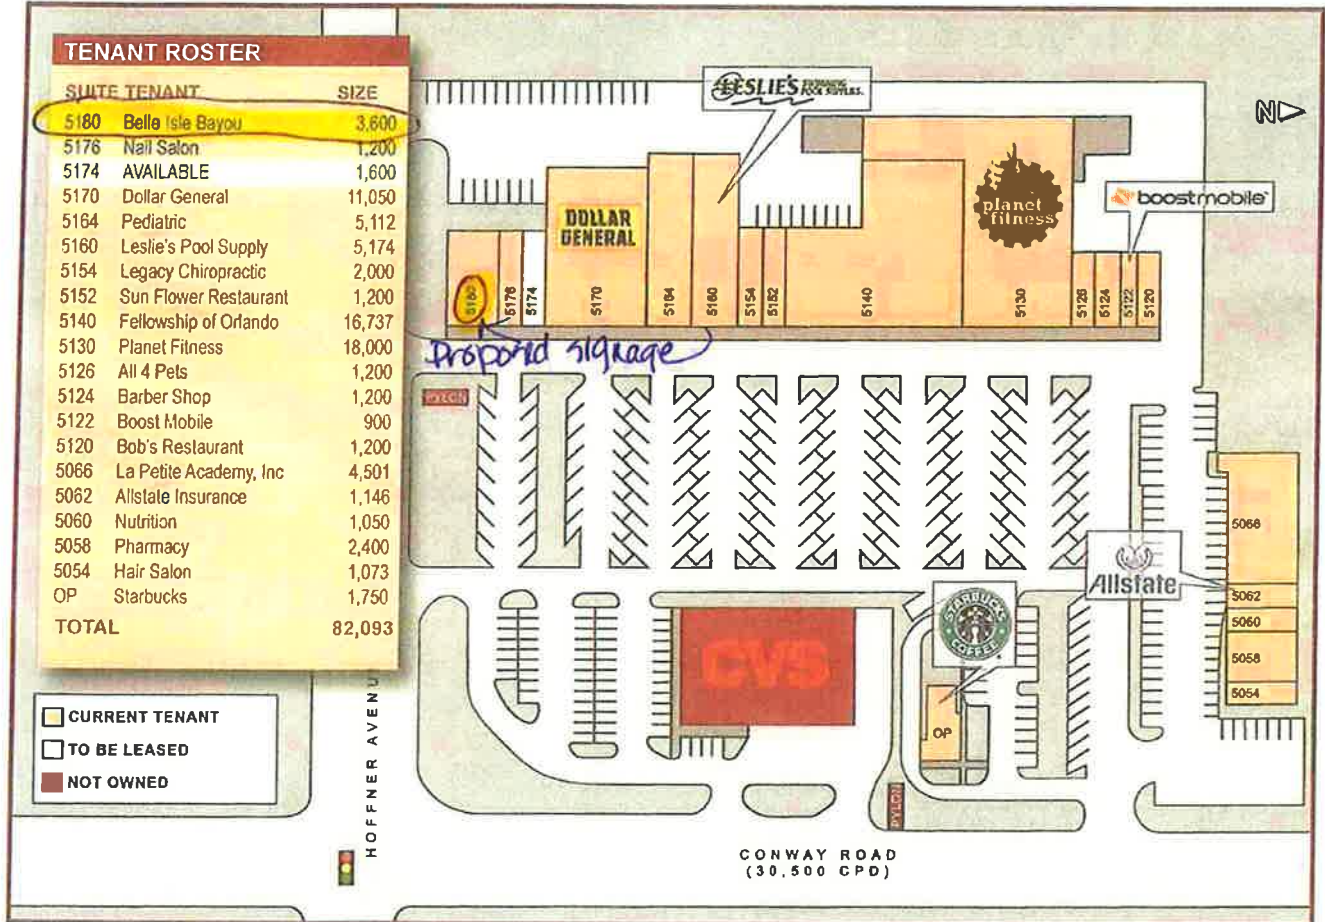 TENANT ROSTER
SUITE TENANT SIZE
5180 Belle Isle Bayou 3,600
5176 Nail Salon 1,200
5174 AVAILABLE 1,600
5170 Dollar General 11,050
5164 Pediatric 5,112
5160 Leslie's Pool Supply 5,174
5154 Legacy Chiropractic 2,000
5152 Sun Flower Restaurant 1,200
5140 Fellowship of Orlando 16,737
5130 Planet Fitness 18,000
5126 All 4 Pets 1,200
5124 Barber Shop 1,200
5122 Boost Mobile 900
5120 Bob's Restaurant 1,200
5066 La Petite Academy, Inc 4,501
5062 Allstate Insurance 1,146
5060 Nutrition 1,050
5058 Pharmacy 2,400
5054 Hair Salon 1,073
OP Starbucks 1,750
TOTAL 82,093
CURRENT TENANT
TO BE LEASED
NOT OWNED
LESLIE'S SWIMMING
POOL SUPPLIES.
N
planet
fitness
boostmobile
DOLLAR
GENERAL
5180
5176
5174
5170
5164
5160
5154
5152
5140
5130
5126
5124
5122
5120
Proposed signage
PYLON
5066
Allstate
5062
5060
5058
5054
STARBUCKS
COFFEE
CVS
OP
PYLON
HOFFNER AVENU
CONWAY ROAD
(30,500 CPD)